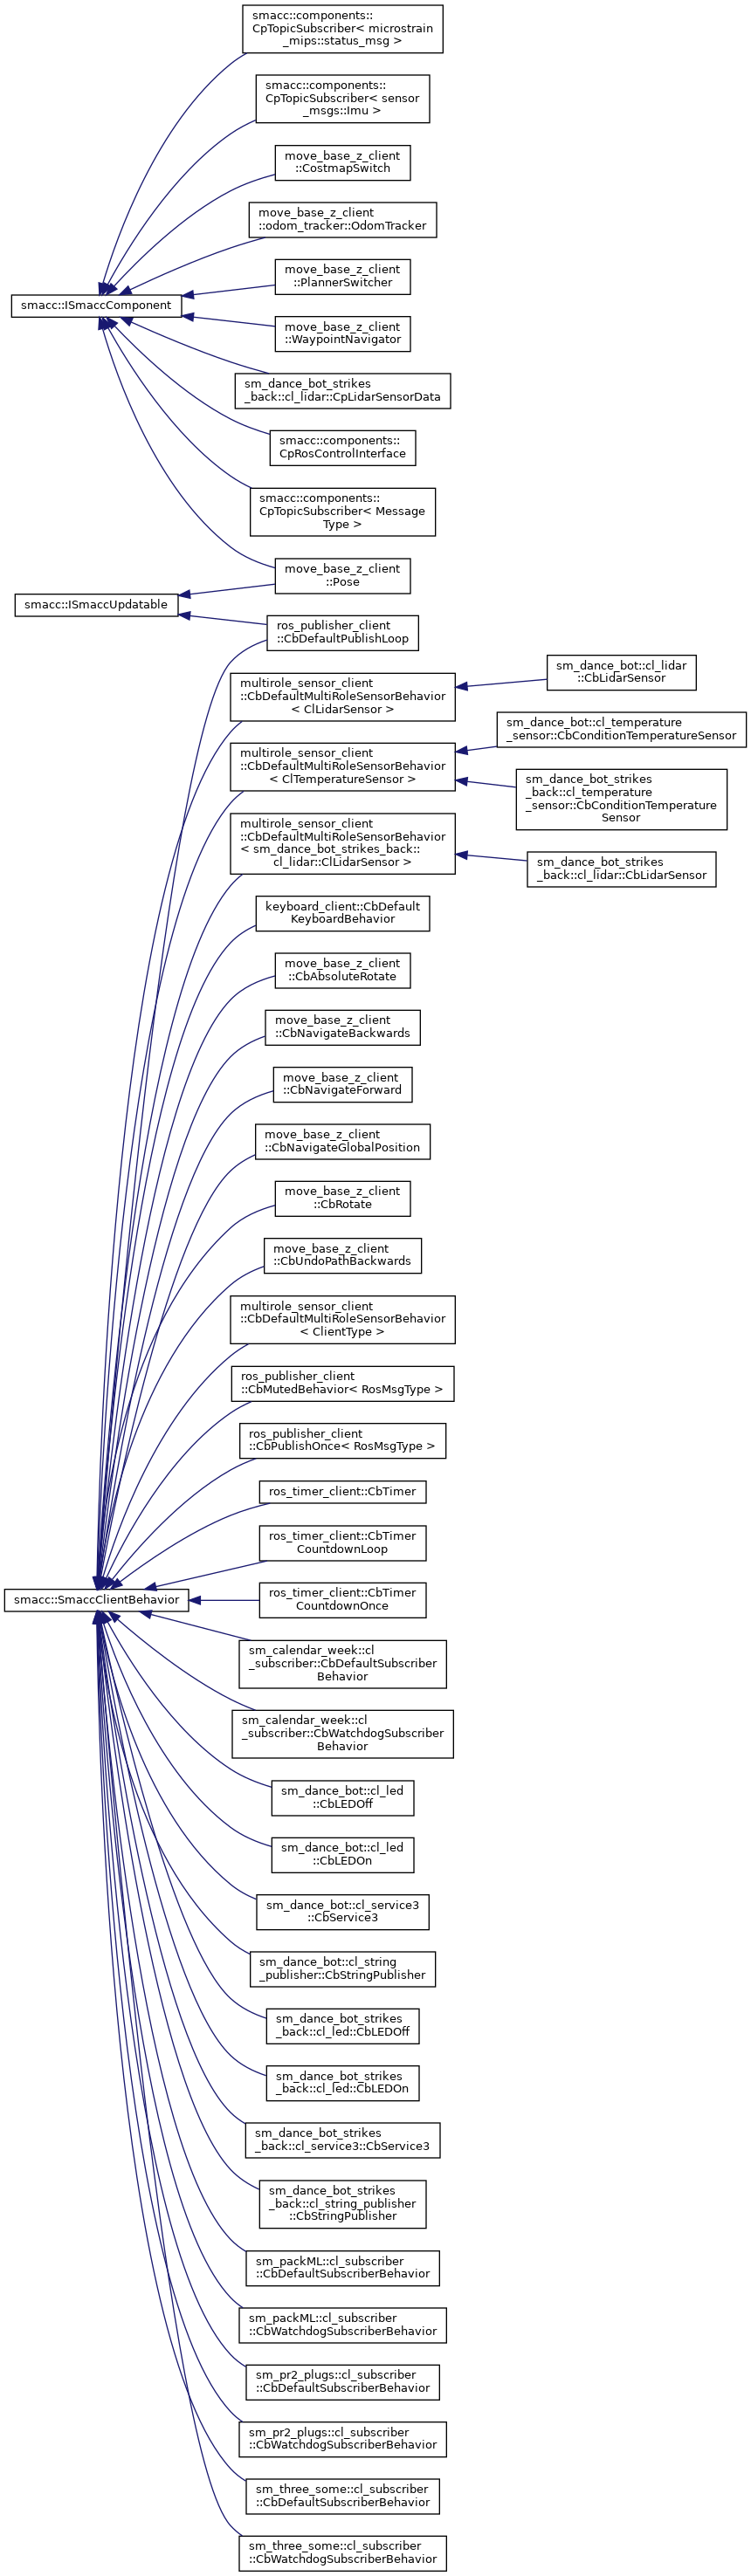 smacc::components::
CpTopicSubscriber< microstrain
_mips::status_msg >
smacc::components::
CpTopicSubscriber< sensor
_msgs::Imu >
move_base_z_client
::CostmapSwitch
move_base_z_client
::odom_tracker::OdomTracker
move_base_z_client
::PlannerSwitcher
smacc::ISmaccComponent
move_base_z_client
::WaypointNavigator
sm_dance_bot_strikes
_back::cl_lidar::CpLidarSensorData
smacc::components::
CpRosControlInterface
smacc::components::
CpTopicSubscriber< Message
Type >
move_base_z_client
::Pose
smacc::ISmaccUpdatable
ros_publisher_client
::CbDefaultPublishLoop
multirole_sensor_client
::CbDefaultMultiRoleSensorBehavior
< ClLidarSensor >
sm_dance_bot::cl_lidar
::CbLidarSensor
multirole_sensor_client
::CbDefaultMultiRoleSensorBehavior
< ClTemperatureSensor >
sm_dance_bot::cl_temperature
_sensor::CbConditionTemperatureSensor
sm_dance_bot_strikes
_back::cl_temperature
_sensor::CbConditionTemperature
Sensor
multirole_sensor_client
::CbDefaultMultiRoleSensorBehavior
< sm_dance_bot_strikes_back::
cl_lidar::ClLidarSensor >
sm_dance_bot_strikes
_back::cl_lidar::CbLidarSensor
keyboard_client::CbDefault
KeyboardBehavior
move_base_z_client
::CbAbsoluteRotate
move_base_z_client
::CbNavigateBackwards
move_base_z_client
::CbNavigateForward
move_base_z_client
::CbNavigateGlobalPosition
move_base_z_client
::CbRotate
move_base_z_client
::CbUndoPathBackwards
multirole_sensor_client
::CbDefaultMultiRoleSensorBehavior
< ClientType >
ros_publisher_client
::CbMutedBehavior< RosMsgType >
ros_publisher_client
::CbPublishOnce< RosMsgType >
ros_timer_client::CbTimer
ros_timer_client::CbTimer
CountdownLoop
smacc::SmaccClientBehavior
ros_timer_client::CbTimer
CountdownOnce
sm_calendar_week::cl
_subscriber::CbDefaultSubscriber
Behavior
sm_calendar_week::cl
_subscriber::CbWatchdogSubscriber
Behavior
sm_dance_bot::cl_led
::CbLEDOff
sm_dance_bot::cl_led
::CbLEDOn
sm_dance_bot::cl_service3
::CbService3
sm_dance_bot::cl_string
_publisher::CbStringPublisher
sm_dance_bot_strikes
_back::cl_led::CbLEDOff
sm_dance_bot_strikes
_back::cl_led::CbLEDOn
sm_dance_bot_strikes
_back::cl_service3::CbService3
sm_dance_bot_strikes
_back::cl_string_publisher
::CbStringPublisher
sm_packML::cl_subscriber
::CbDefaultSubscriberBehavior
sm_packML::cl_subscriber
::CbWatchdogSubscriberBehavior
sm_pr2_plugs::cl_subscriber
::CbDefaultSubscriberBehavior
sm_pr2_plugs::cl_subscriber
::CbWatchdogSubscriberBehavior
sm_three_some::cl_subscriber
::CbDefaultSubscriberBehavior
sm_three_some::cl_subscriber
::CbWatchdogSubscriberBehavior